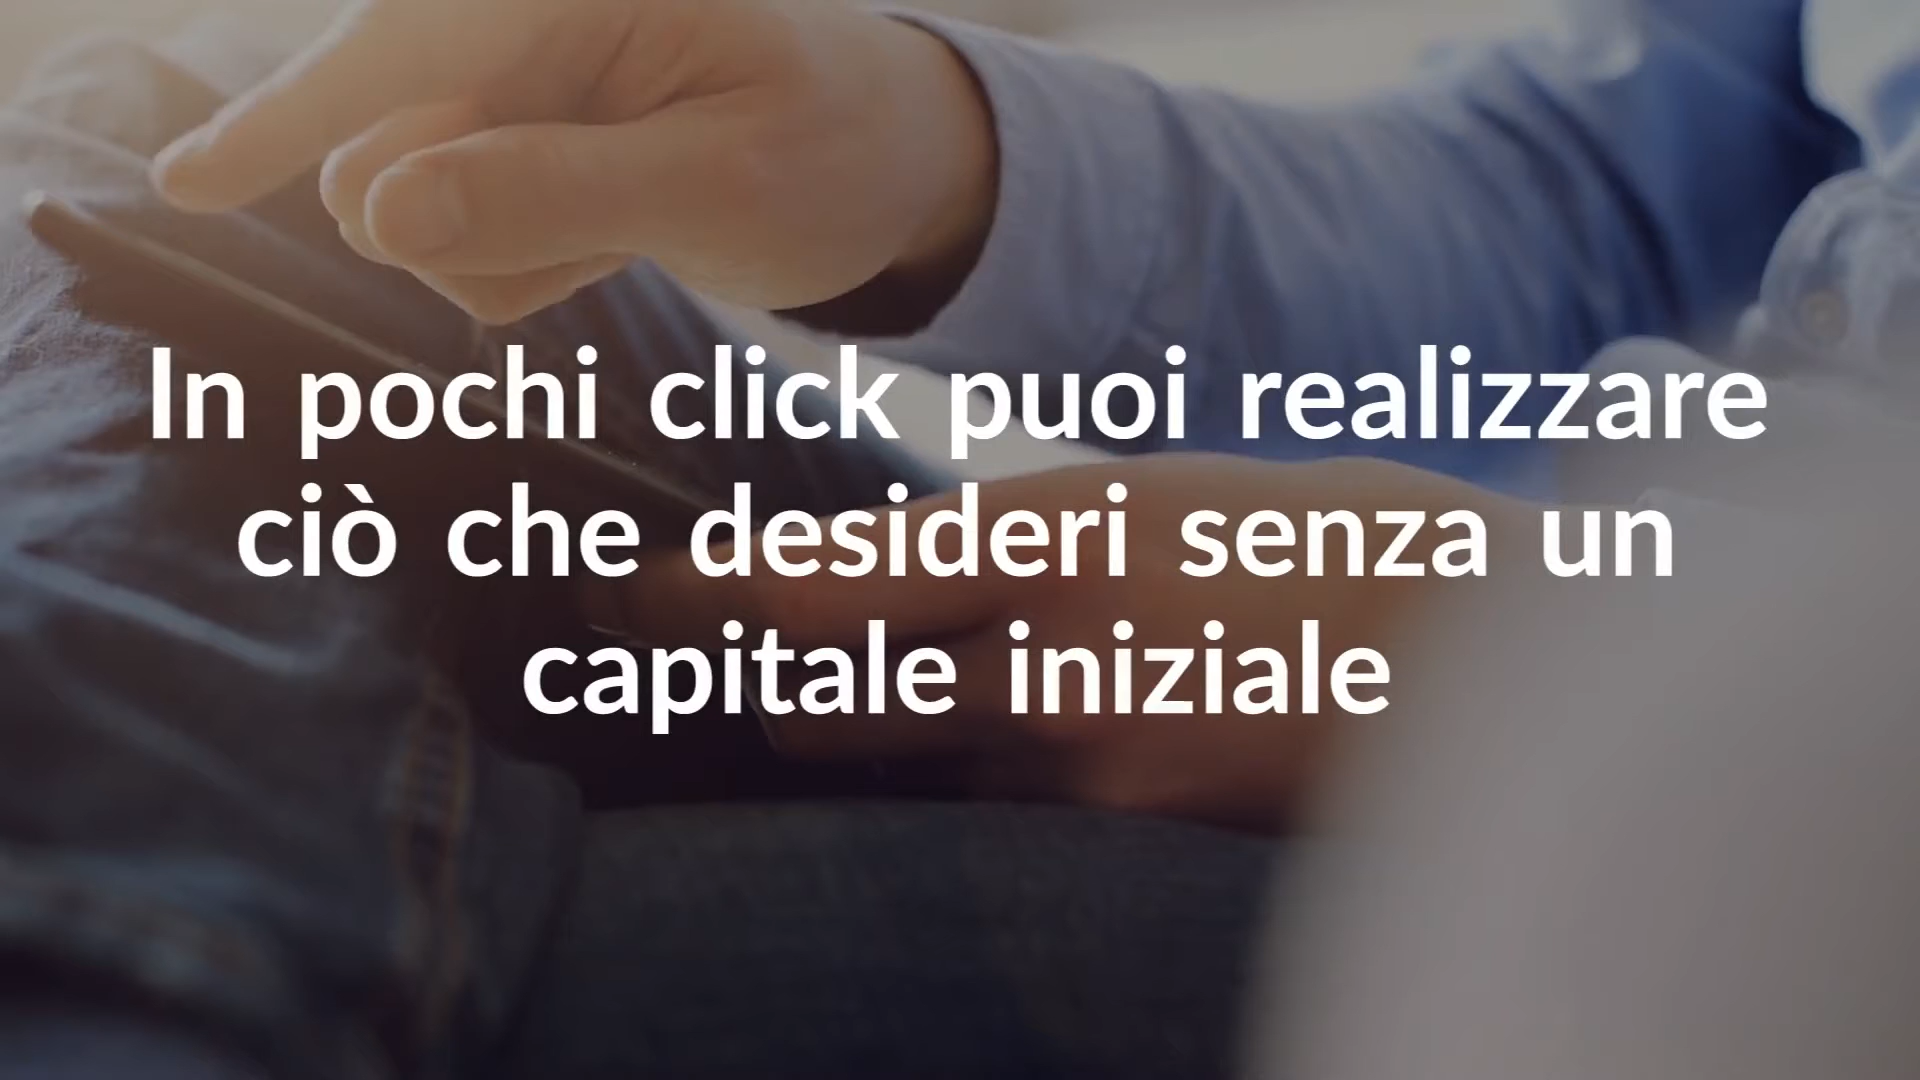 In pochi click puoi realizzare
ciò che desideri senza un
capitale iniziale